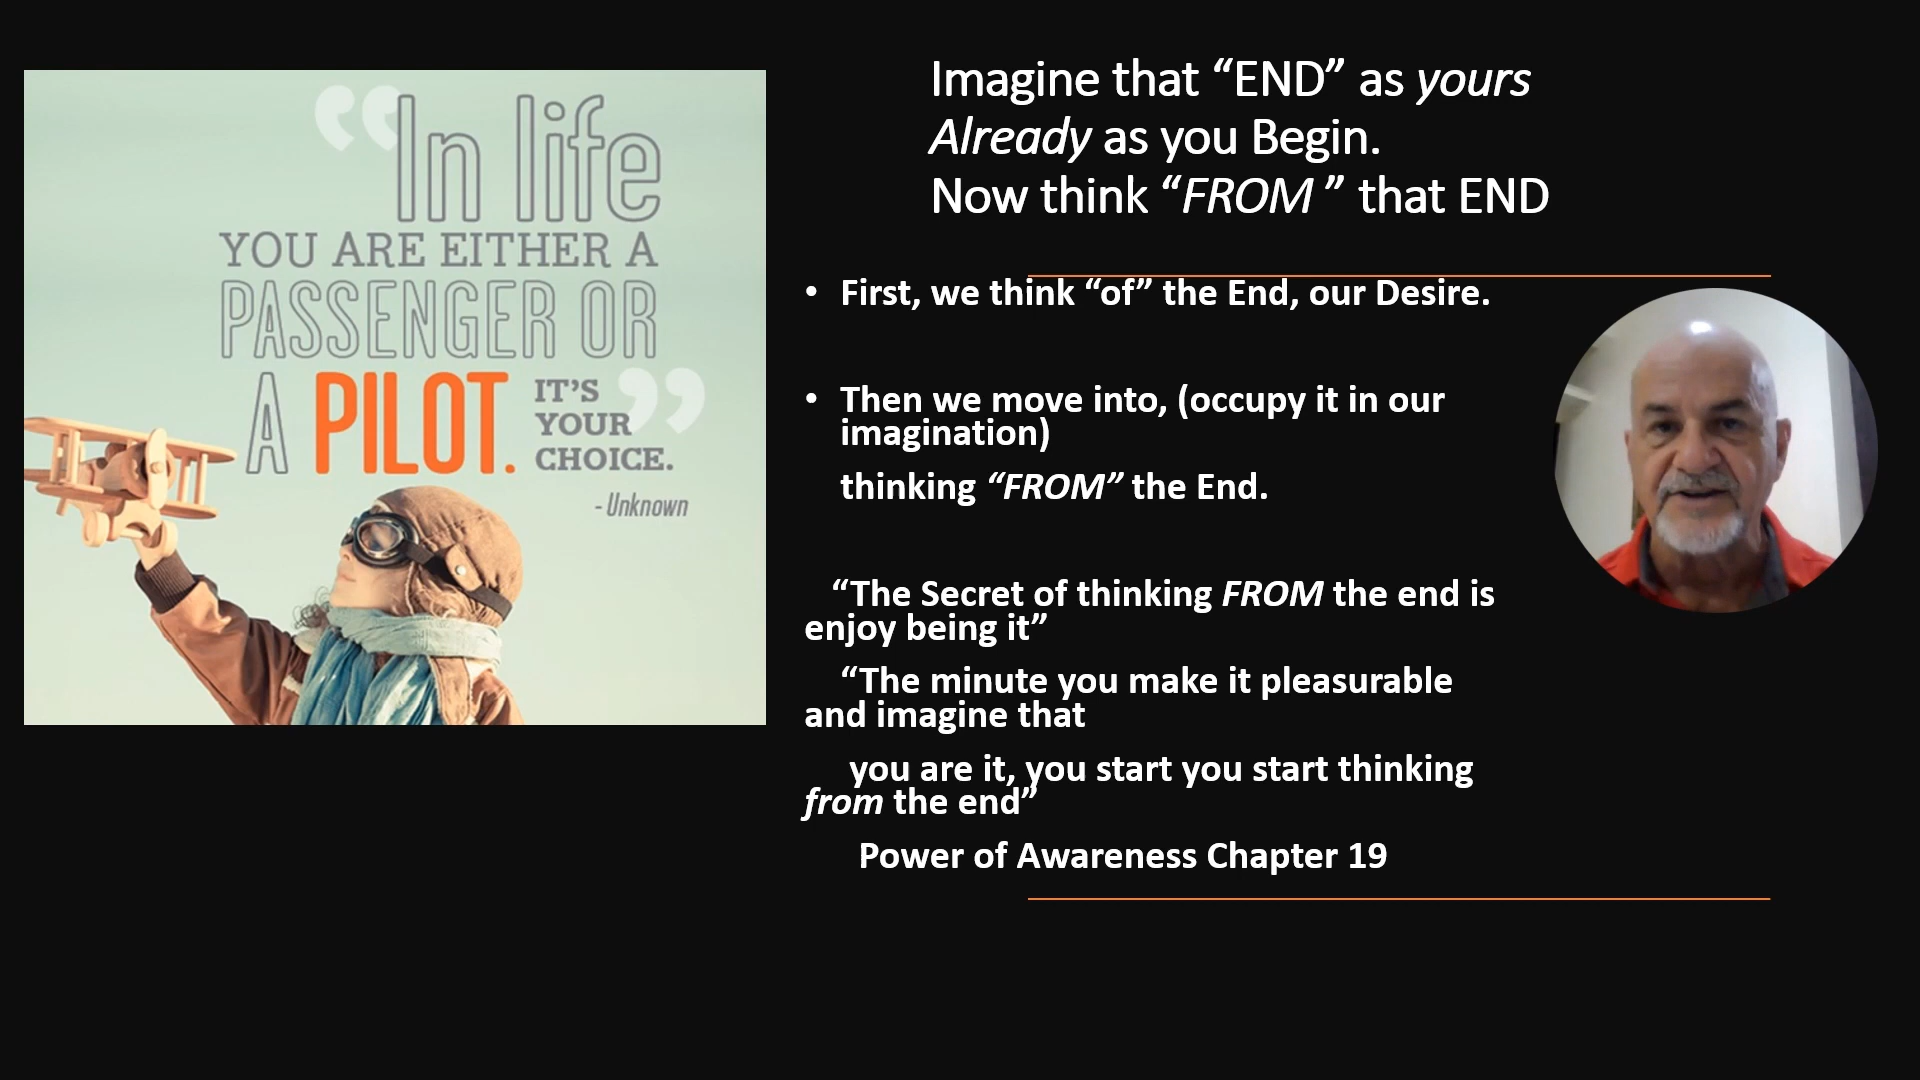 “In life
YOU ARE EITHER A
PASSENGER OR
A PILOT. IT’S
YOUR
CHOICE.”
- Unknown
Imagine that “END” as yours
Already as you Begin.
Now think “FROM ” that END
• First, we think “of” the End, our Desire.
• Then we move into, (occupy it in our
imagination)
thinking “FROM” the End.
“The Secret of thinking FROM the end is
enjoy being it”
“The minute you make it pleasurable
and imagine that
you are it, you start you start thinking
from the end”
Power of Awareness Chapter 19